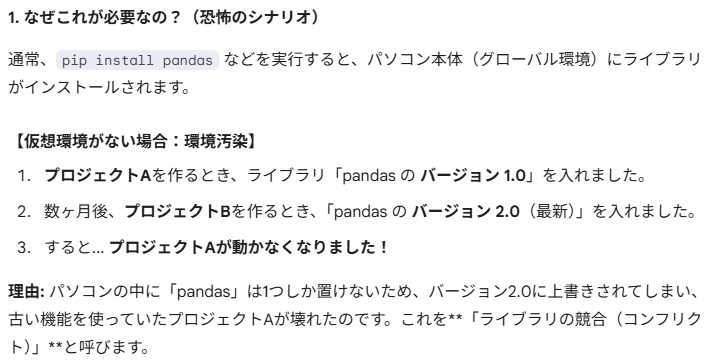 1. なぜこれが必要なの？（恐怖のシナリオ）
通常、 pip install pandas などを実行すると、パソコン本体（グローバル環境）にライブラリ
がインストールされます。
【仮想環境がない場合：環境汚染】
1. プロジェクトAを作るとき、ライブラリ「pandas の バージョン 1.0」を入れました。
2. 数ヶ月後、プロジェクトBを作るとき、「pandas の バージョン 2.0（最新）」を入れました。
3. すると... プロジェクトAが動かなくなりました！
理由: パソコンの中に「pandas」は1つしか置けないため、バージョン2.0に上書きされてしまい、
古い機能を使っていたプロジェクトAが壊れたのです。これを**「ライブラリの競合（コンフリク
ト）」**と呼びます。